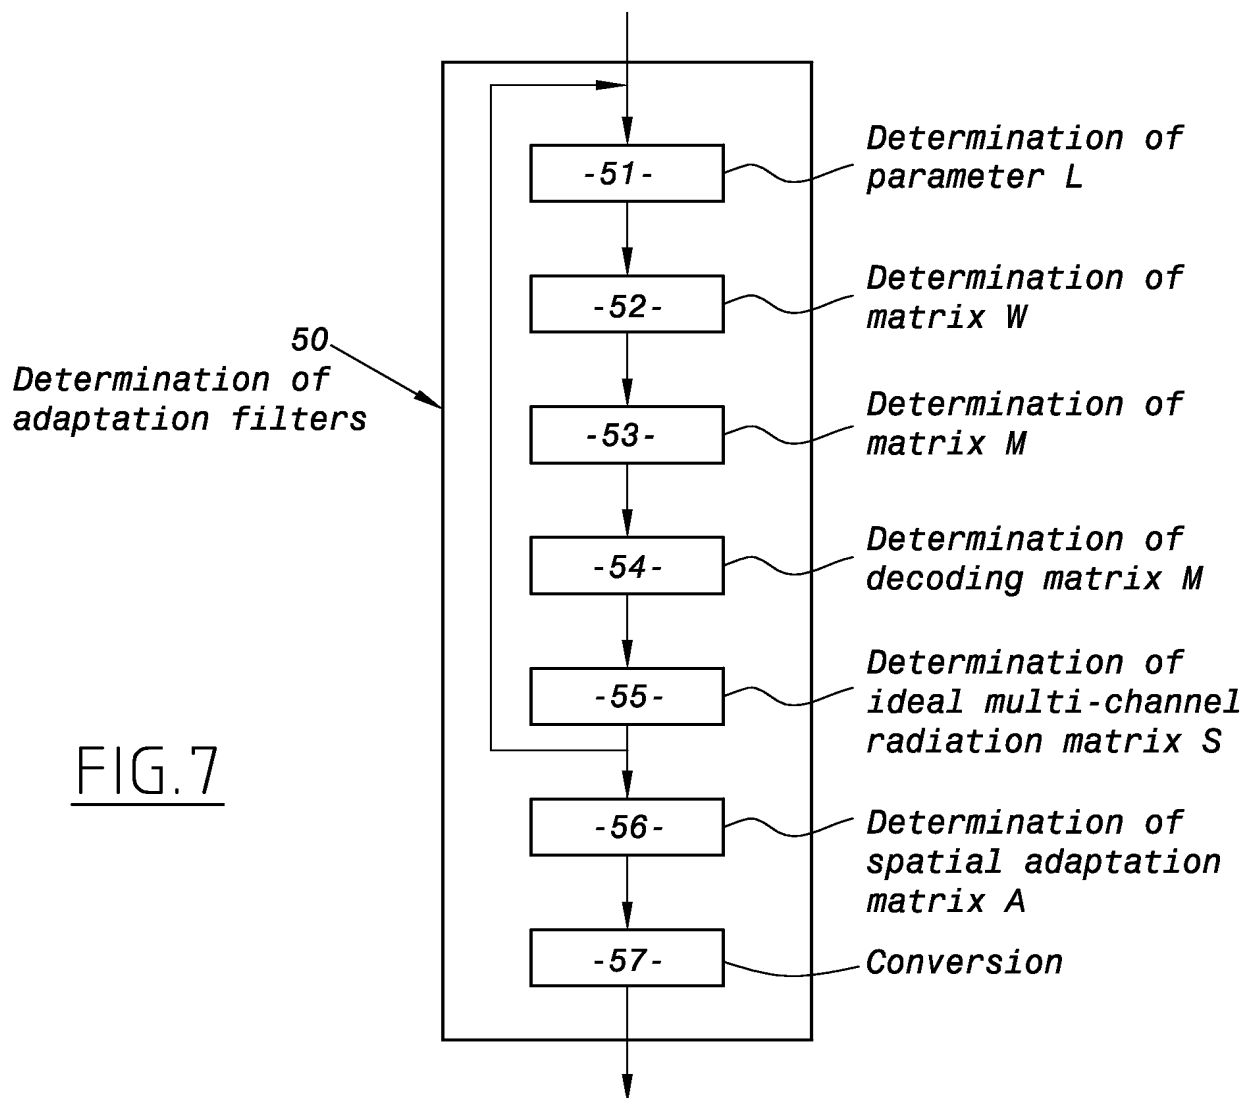 -51-
Determination of
parameter L
-52-
Determination of
matrix W
50
Determination of
adaptation filters
-53-
Determination of
matrix M
-54-
Determination of
decoding matrix M
-55-
Determination of
ideal multi-channel
radiation matrix S
FIG.7
-56-
Determination of
spatial adaptation
matrix A
-57-
Conversion